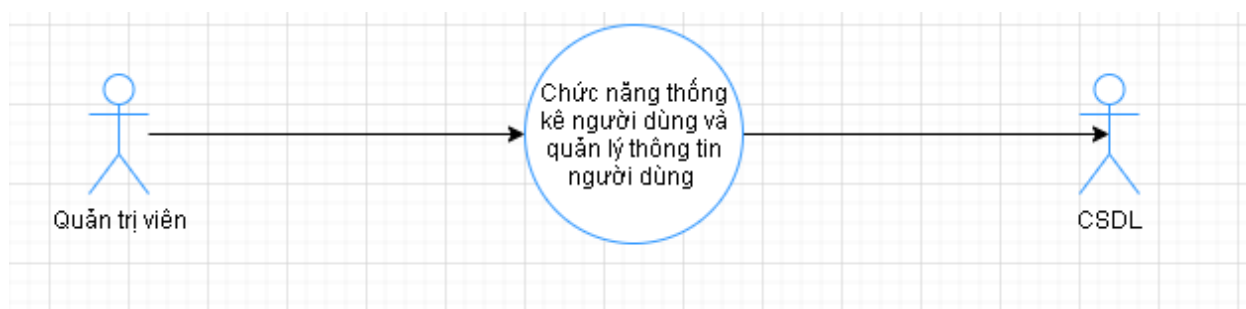 Chức năng thống
kê người dùng và
quản lý thông tin
người dùng
Quản trị viên
CSDL